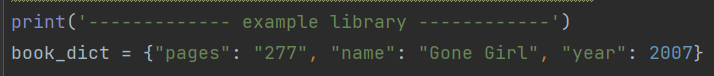 print('------------- example library ------------')
book_dict = {"pages": "277", "name": "Gone Girl", "year": 2007}